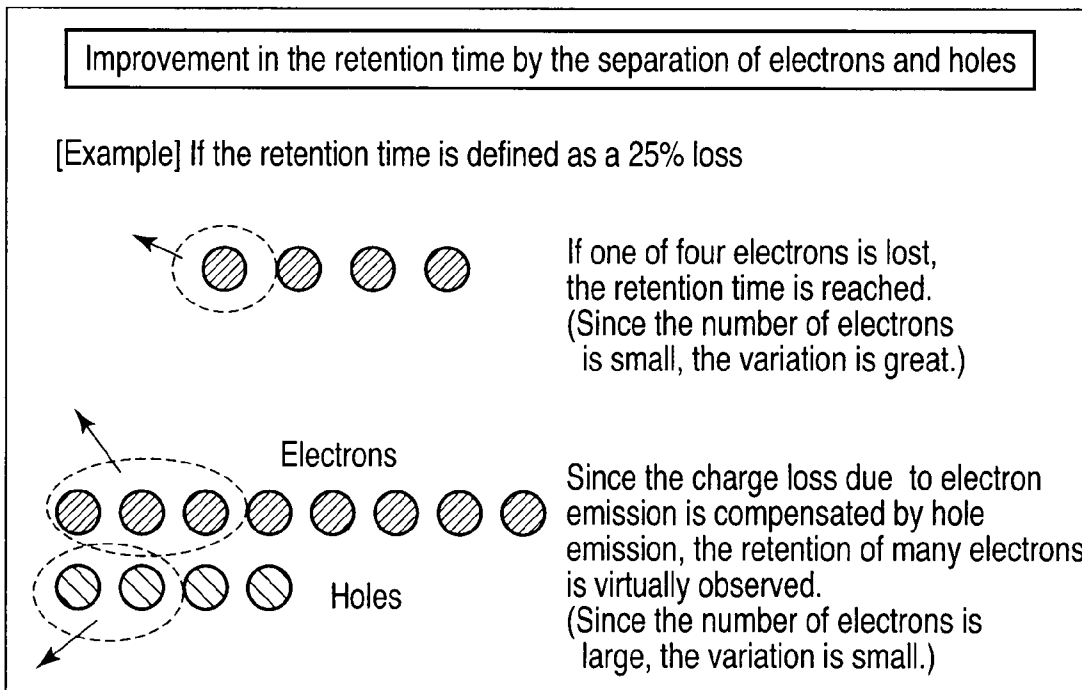 Improvement in the retention time by the separation of electrons and holes
[Example] If the retention time is defined as a 25% loss
If one of four electrons is lost,
the retention time is reached.
(Since the number of electrons
is small, the variation is great.)
Electrons
Holes
Since the charge loss due to electron
emission is compensated by hole
emission, the retention of many electrons
is virtually observed.
(Since the number of electrons is
large, the variation is small.)